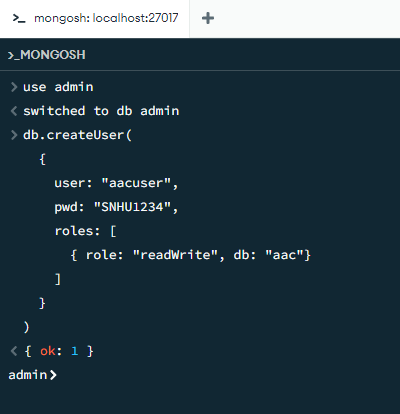 >_ mongosh: localhost:27017 +
>_MONGOSH
> use admin
< switched to db admin
> db.createUser(
{
user: "aacuser",
pwd: "SNHU1234",
roles: [
{ role: "readWrite", db: "aac"}
]
}
)
< { ok: 1 }
admin>